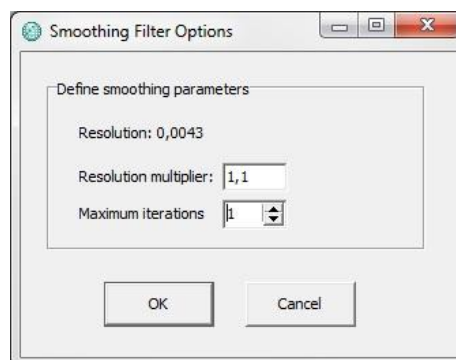 Smoothing Filter Options
Define smoothing parameters
Resolution: 0,0043
Resolution multiplier: 1,1
Maximum iterations 1
OK Cancel